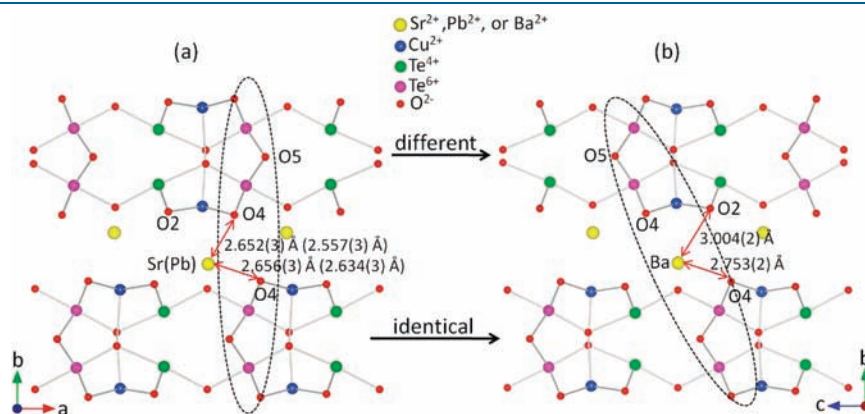 Sr2+,Pb2+, or Ba2+
Cu2+
Te4+
Te6+
O2-
(a)
(b)
different
O5
O4
O2
2.652(3) Å (2.557(3) Å)
Sr(Pb)
2.656(3) Å (2.634(3) Å)
O4
identical
b
a
O5
O4
O2
3.004(2) Å
Ba
2.753(2) Å
O4
b
c